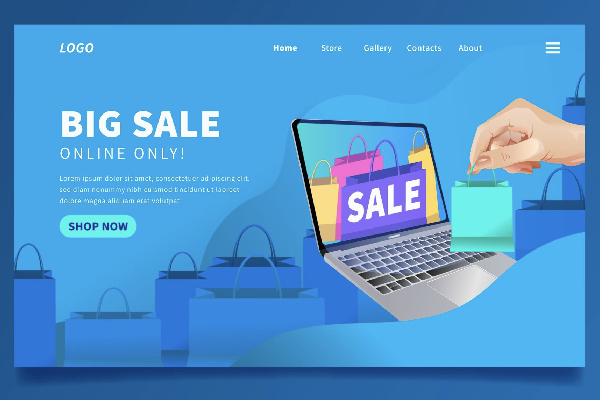 LOGO
Home Store Gallery Contacts About
BIG SALE
ONLINE ONLY!
Lorem ipsum dolor sit amet, consectetuer adipiscing elit,
sed diam nonummy nibh euismod tincidunt ut laoreet
dolore magna aliquam erat volutpat.
SHOP NOW
SALE